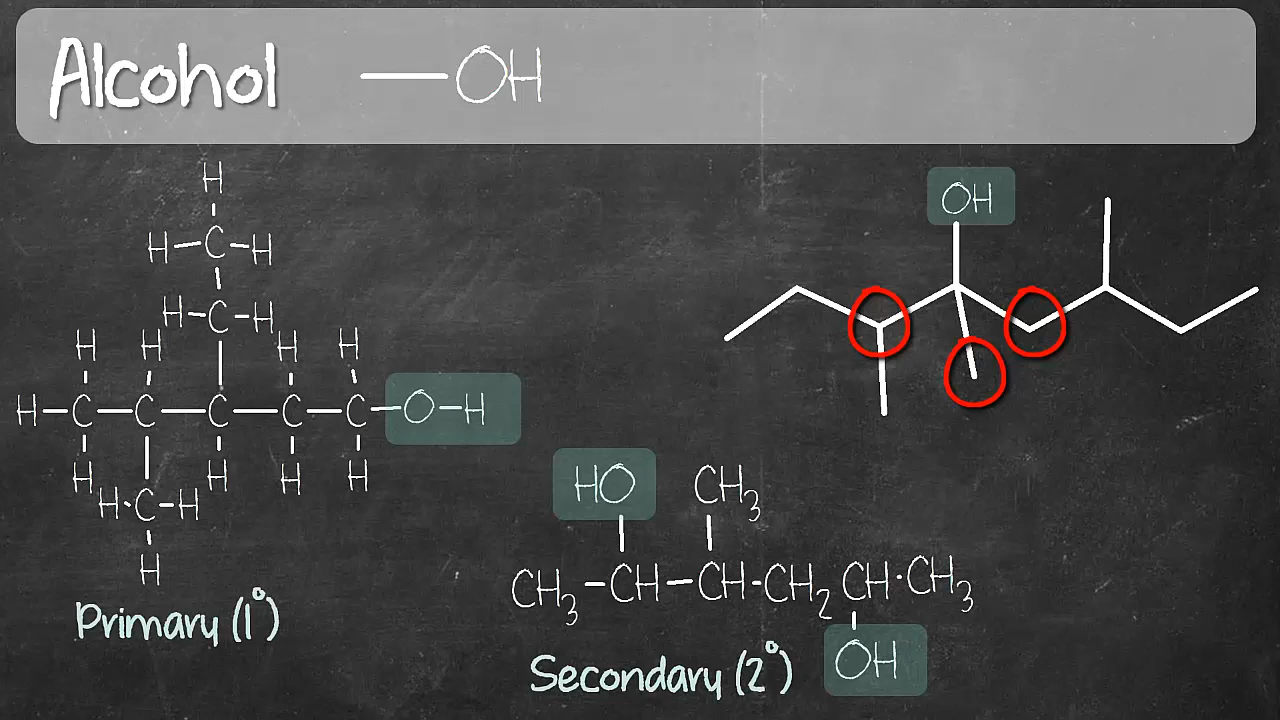 Alcohol —OH
H
H—C—H
H—C—H
H H H H
H—C—C—C—C—C—O—H
H H H H
H·C—H
H
Primary (1°)
OH
HO CH₃
CH₃—CH—CH-CH₂ CH·CH₃
OH
Secondary (2°)